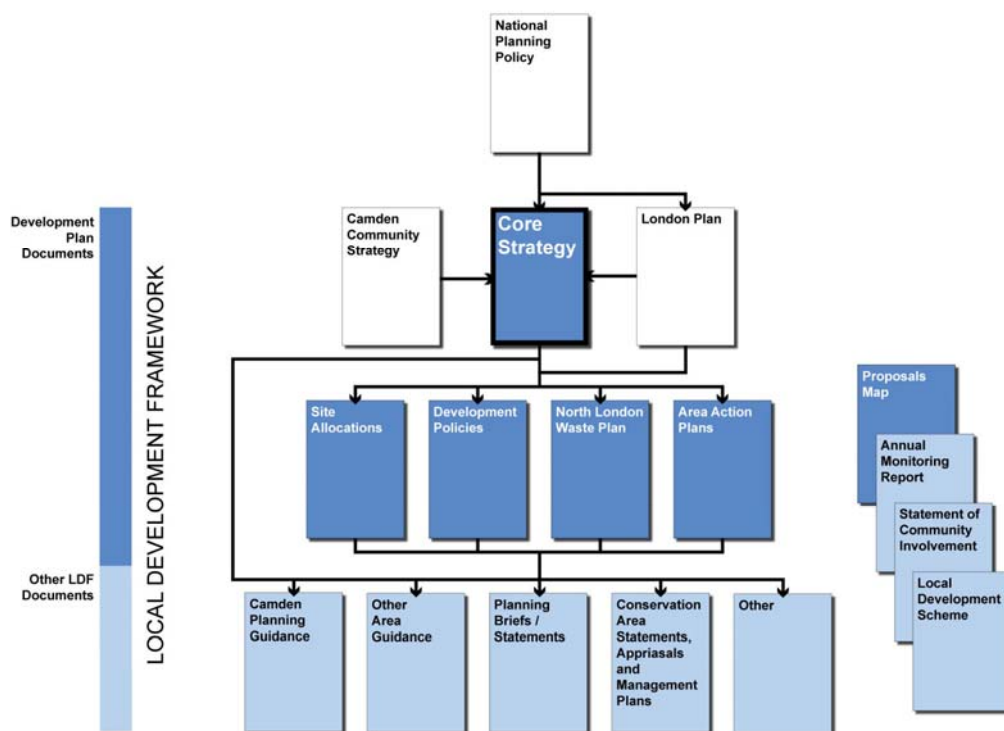 National
Planning
Policy
Development
Plan
Documents
LOCAL DEVELOPMENT FRAMEWORK
Camden
Community
Strategy
Core
Strategy
London Plan
Site
Allocations
Development
Policies
North London
Waste Plan
Area Action
Plans
Proposals
Map
Annual
Monitoring
Report
Statement of
Community
Involvement
Local
Development
Scheme
Other LDF
Documents
Camden
Planning
Guidance
Other
Area
Guidance
Planning
Briefs /
Statements
Conservation
Area
Statements,
Appriasals
and
Management
Plans
Other